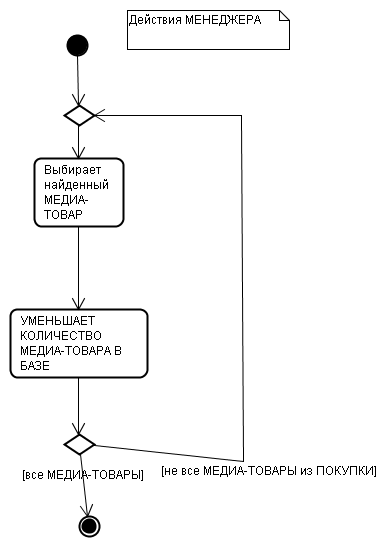 Действия МЕНЕДЖЕРА
Выбирает
найденный
МЕДИА-
ТОВАР
УМЕНЬШАЕТ
КОЛИЧЕСТВО
МЕДИА-ТОВАРА В
БАЗЕ
[все МЕДИА-ТОВАРЫ]
[не все МЕДИА-ТОВАРЫ из ПОКУПКИ]